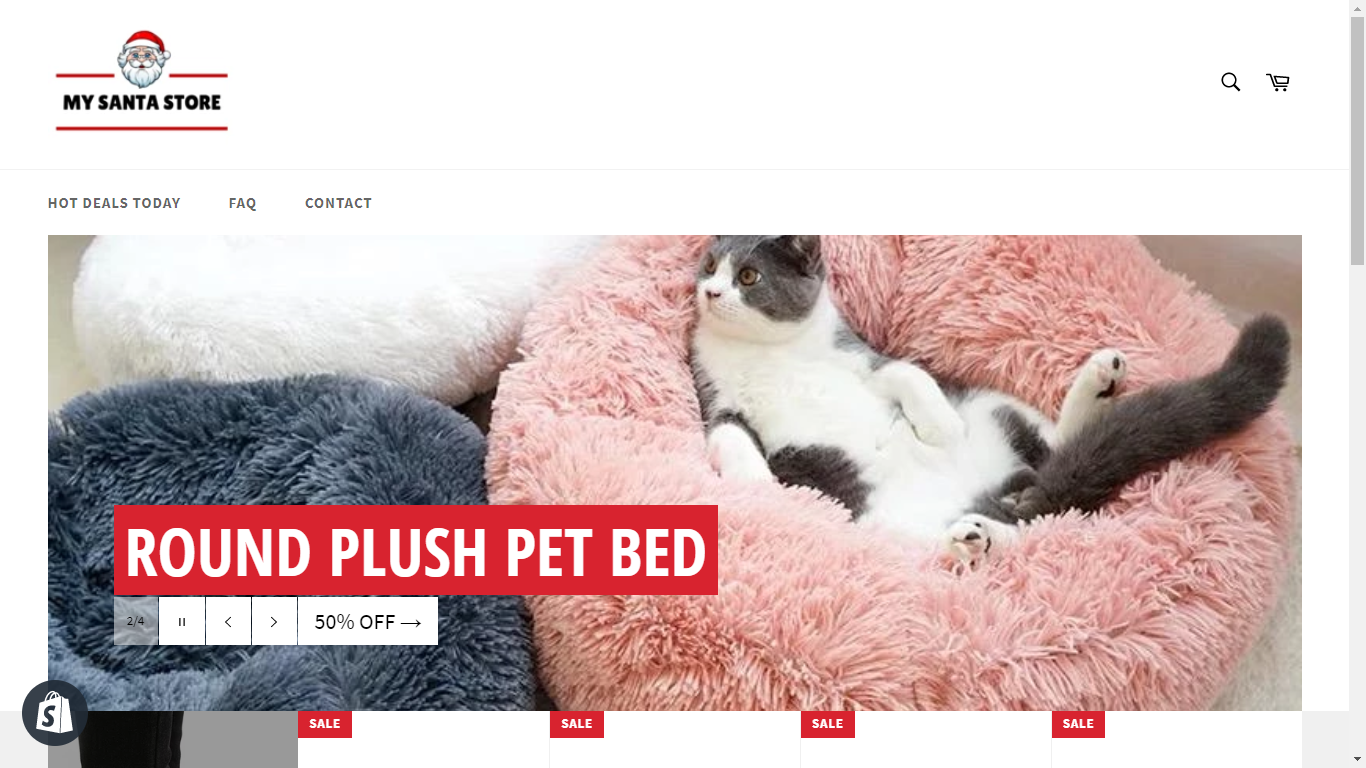 MY SANTA STORE
HOT DEALS TODAY
FAQ
CONTACT
ROUND PLUSH PET BED
2/4
50% OFF →
S
SALE
SALE
SALE
SALE